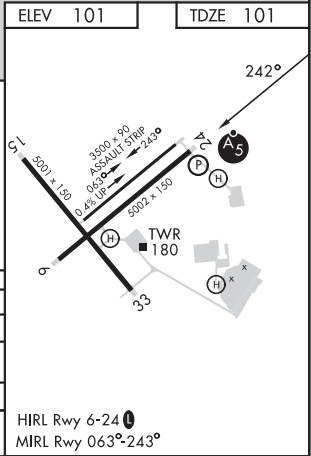 ELEV 101
TDZE 101
242°
A5
P
H
15
5001 x 150
3500 x 90
ASSAULT STRIP
063° 243°
0.4% UP
5002 x 150
24
H
TWR
180
6
33
H
x x
HIRL Rwy 6-24 L
MIRL Rwy 063°-243°